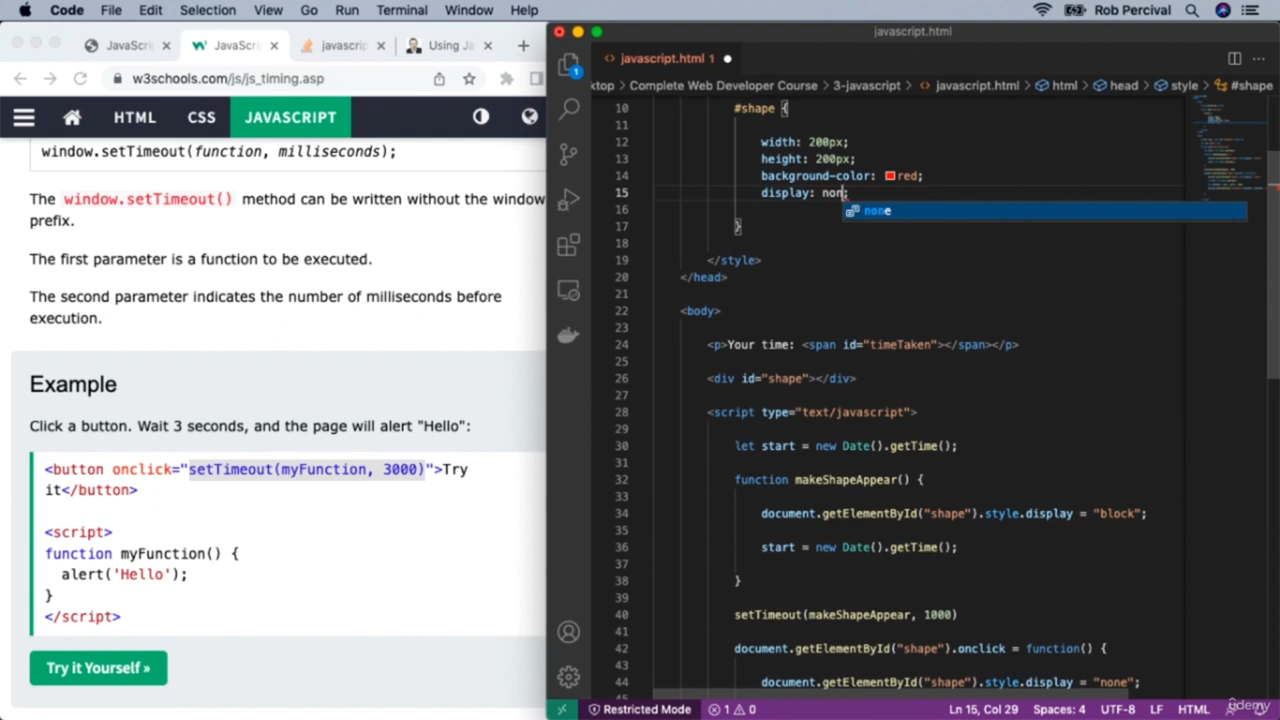 Code File Edit Selection View Go Run Terminal Window Help Rob Percival
JavaScri JavaScri javascrip Using Ja
w3schools.com/js/js_timing.asp
HTML CSS JAVASCRIPT
window.setTimeout(function, milliseconds);
The window.setTimeout() method can be written without the window
prefix.
The first parameter is a function to be executed.
The second parameter indicates the number of milliseconds before
execution.
Example
Click a button. Wait 3 seconds, and the page will alert "Hello":
<button onclick="setTimeout(myFunction, 3000)">Try
it</button>
<script>
function myFunction() {
alert('Hello');
}
</script>
Try it Yourself »
javascript.html
javascript.html 1
ktop > Complete Web Developer Course > 3-javascript > javascript.html > html > head > style > #shape
10 #shape {
11
12 width: 200px;
13 height: 200px;
14 background-color: red;
15 display: non;
none
16
17 }
18
19 </style>
20 </head>
21
22 <body>
23
24 <p>Your time: <span id="timeTaken"></span></p>
25
26 <div id="shape"></div>
27
28 <script type="text/javascript">
29
30 let start = new Date().getTime();
31
32 function makeShapeAppear() {
33
34 document.getElementById("shape").style.display = "block";
35
36 start = new Date().getTime();
37
38 }
39
40 setTimeout(makeShapeAppear, 1000)
41
42 document.getElementById("shape").onclick = function() {
43
44 document.getElementById("shape").style.display = "none";
45
1
Restricted Mode 1 0 Ln 15, Col 29 Spaces: 4 UTF-8 LF HTML
udemy